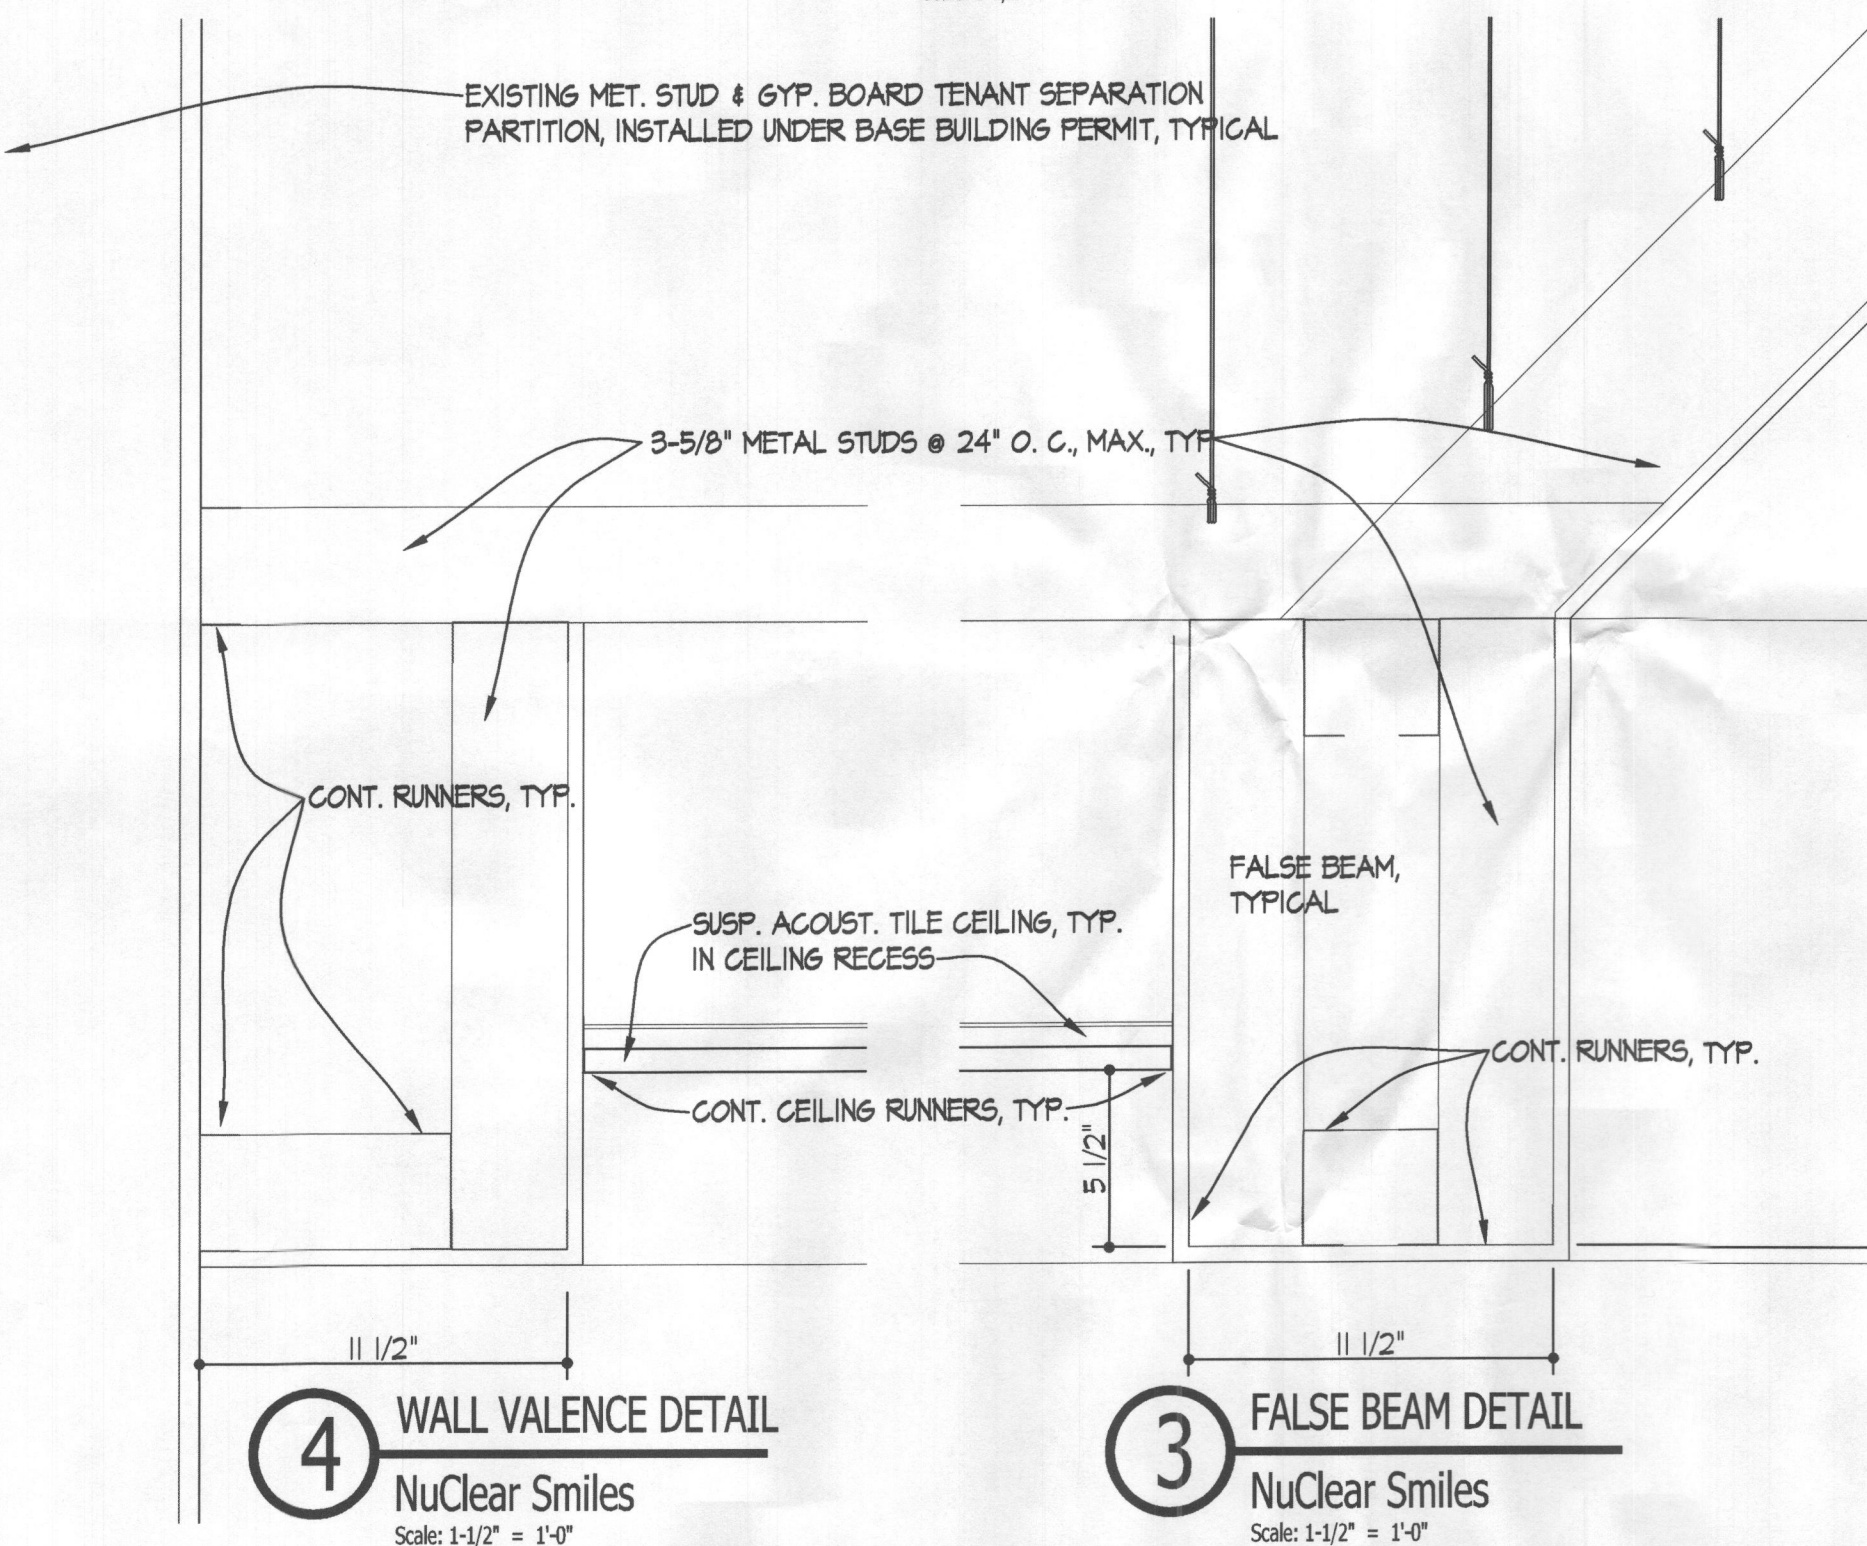 EXISTING MET. STUD & GYP. BOARD TENANT SEPARATION
PARTITION, INSTALLED UNDER BASE BUILDING PERMIT, TYPICAL
3-5/8" METAL STUDS @ 24" O. C., MAX., TYP
CONT. RUNNERS, TYP.
FALSE BEAM,
TYPICAL
SUSP. ACOUST. TILE CEILING, TYP.
IN CEILING RECESS
CONT. RUNNERS, TYP.
CONT. CEILING RUNNERS, TYP.
5 1/2"
11 1/2"
11 1/2"
4
WALL VALENCE DETAIL
NuClear Smiles
Scale: 1-1/2" = 1'-0"
3
FALSE BEAM DETAIL
NuClear Smiles
Scale: 1-1/2" = 1'-0"